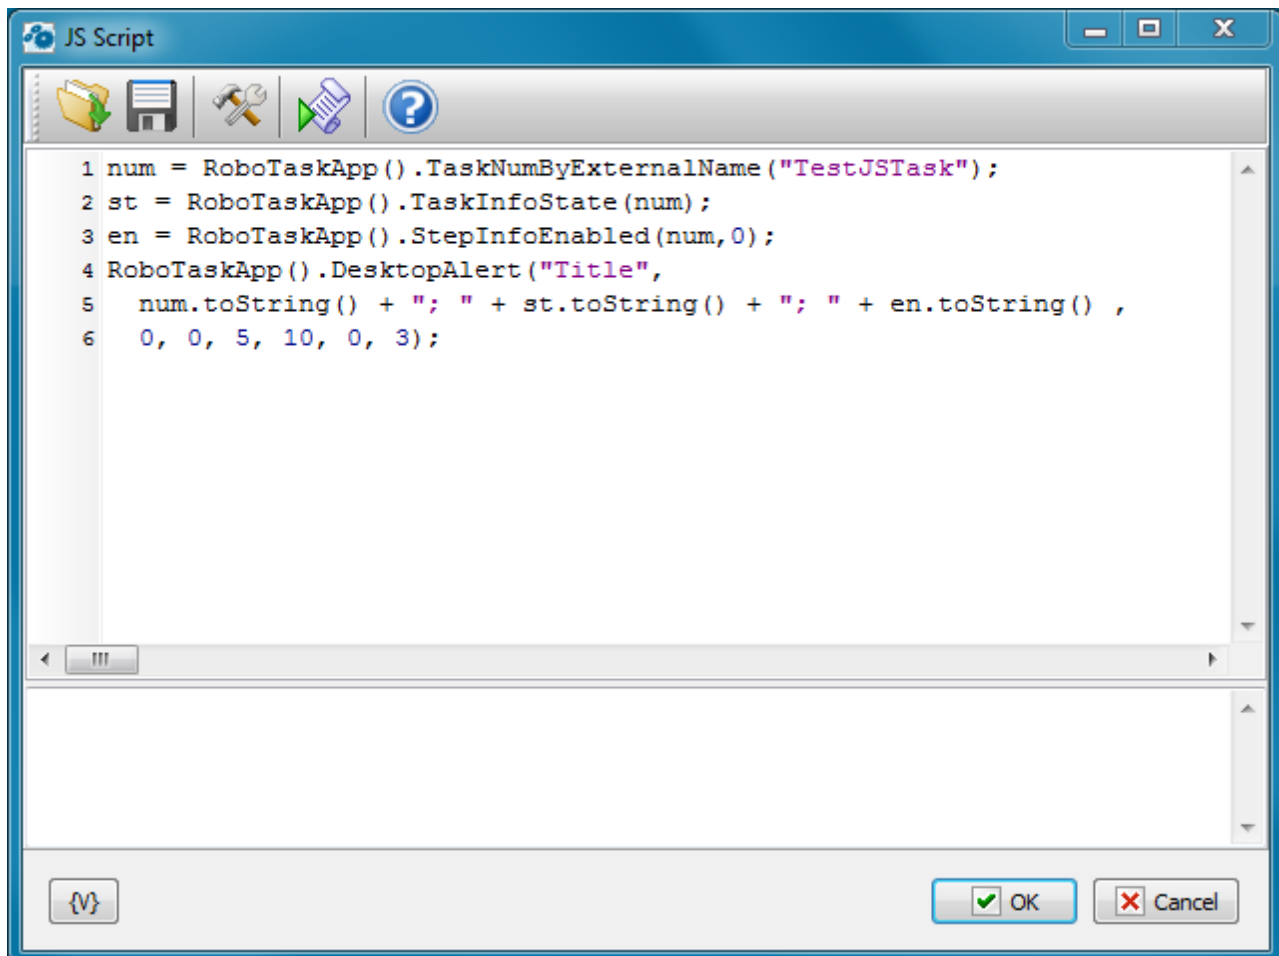 JS Script
1 num = RoboTaskApp().TaskNumByExternalName("TestJSTask");
2 st = RoboTaskApp().TaskInfoState(num);
3 en = RoboTaskApp().StepInfoEnabled(num,0);
4 RoboTaskApp().DesktopAlert("Title",
5   num.toString() + "; " + st.toString() + "; " + en.toString() ,
6   0, 0, 5, 10, 0, 3);
{V} OK Cancel